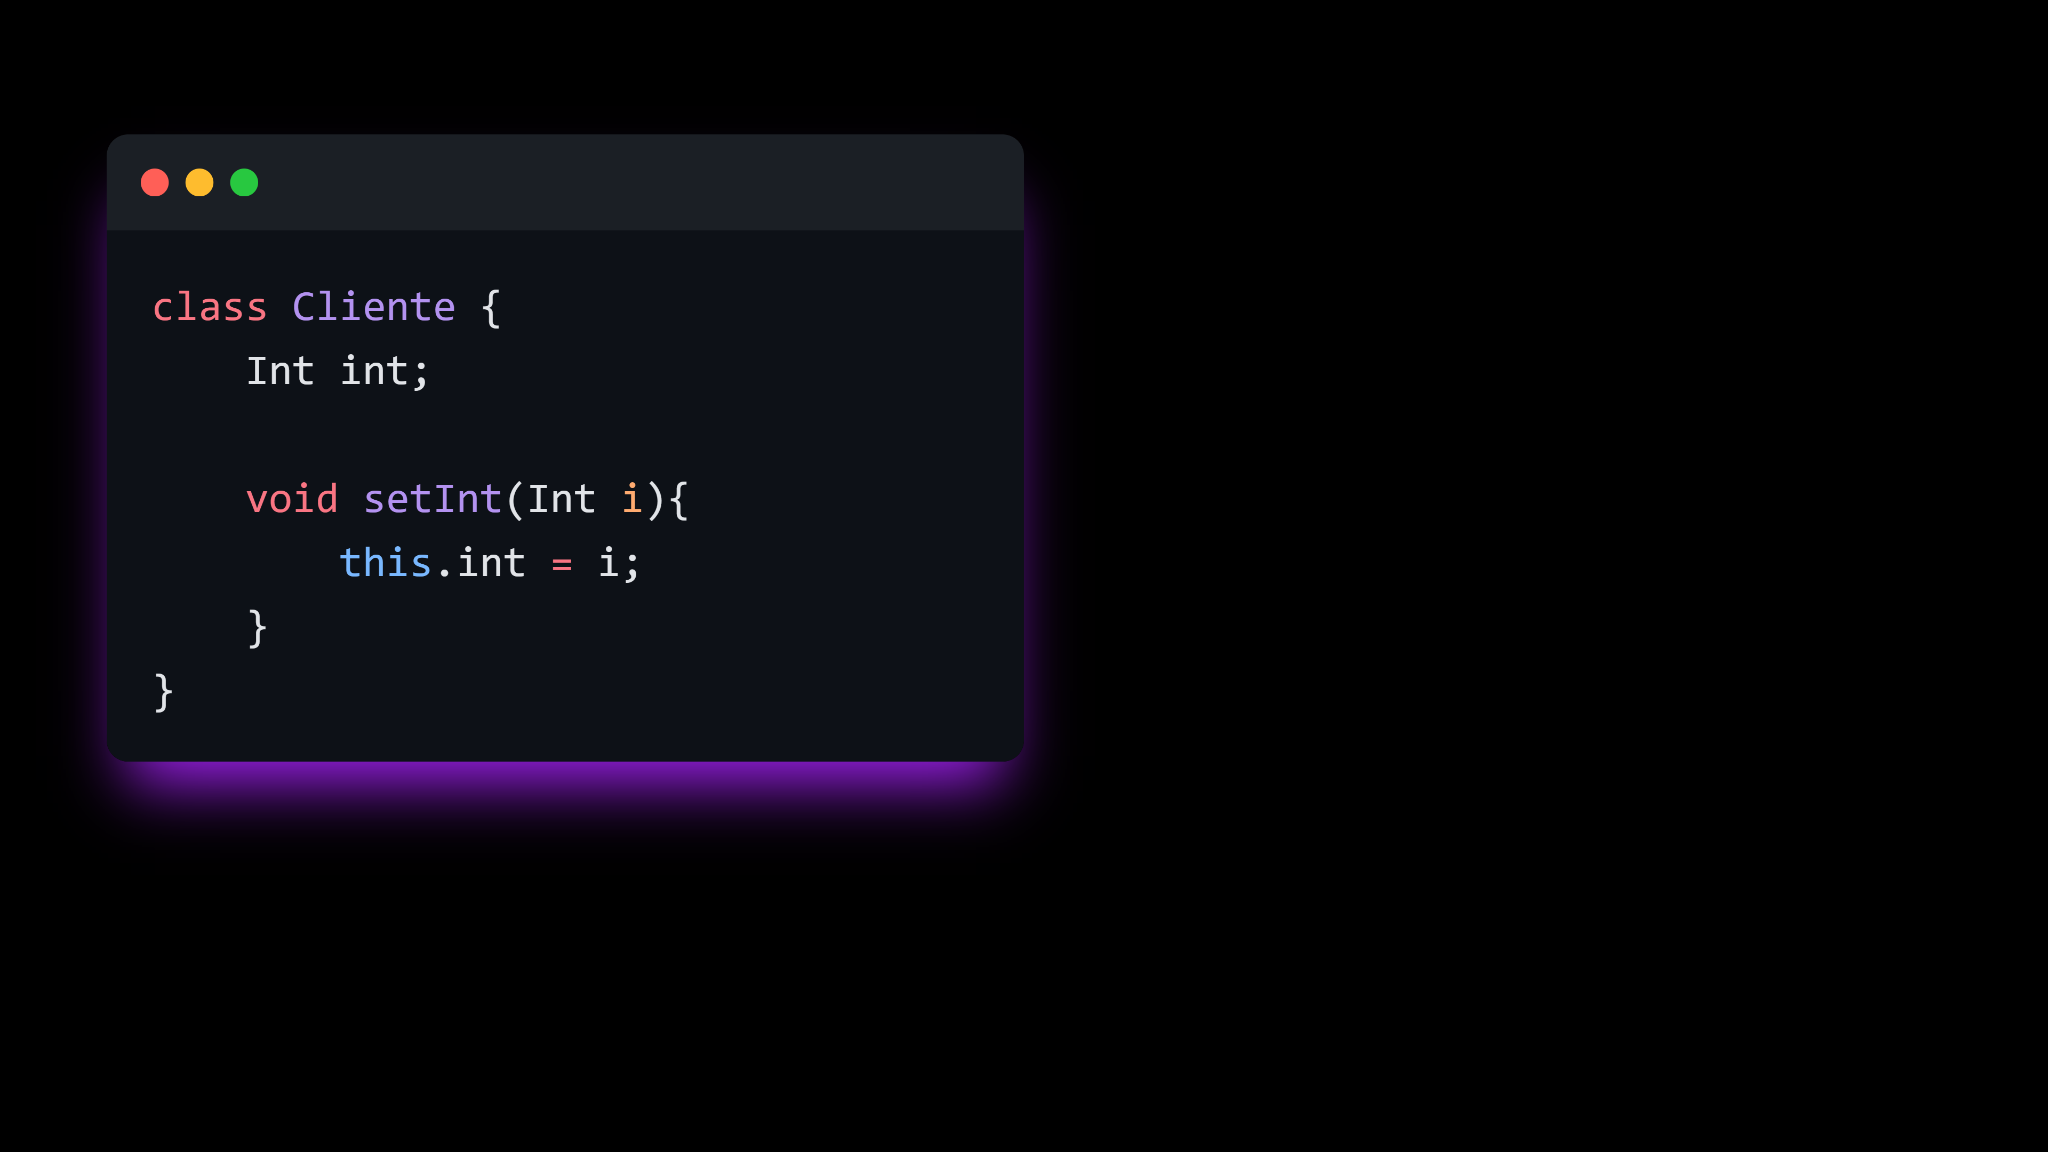 class Cliente {
    Int int;

    void setInt(Int i){
        this.int = i;
    }
}